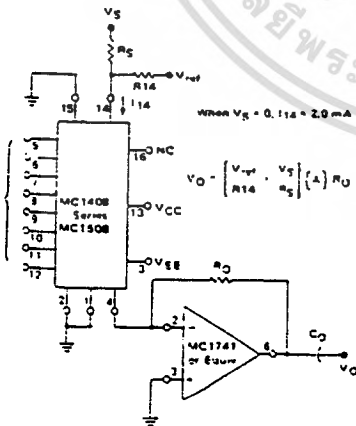 VS
RS
R14
Vref
I14
15
14
When VS = 0, I14 = 2.0 mA
5
6
7
8
9
10
11
12
MC1408
Series
MC1508
16
NC
13
VCC
3
VEE
VO = [Vref/R14 + VS/RS] (A) RO
2
1
4
RO
2
MC1741
or Equiv
6
3
CO
VO